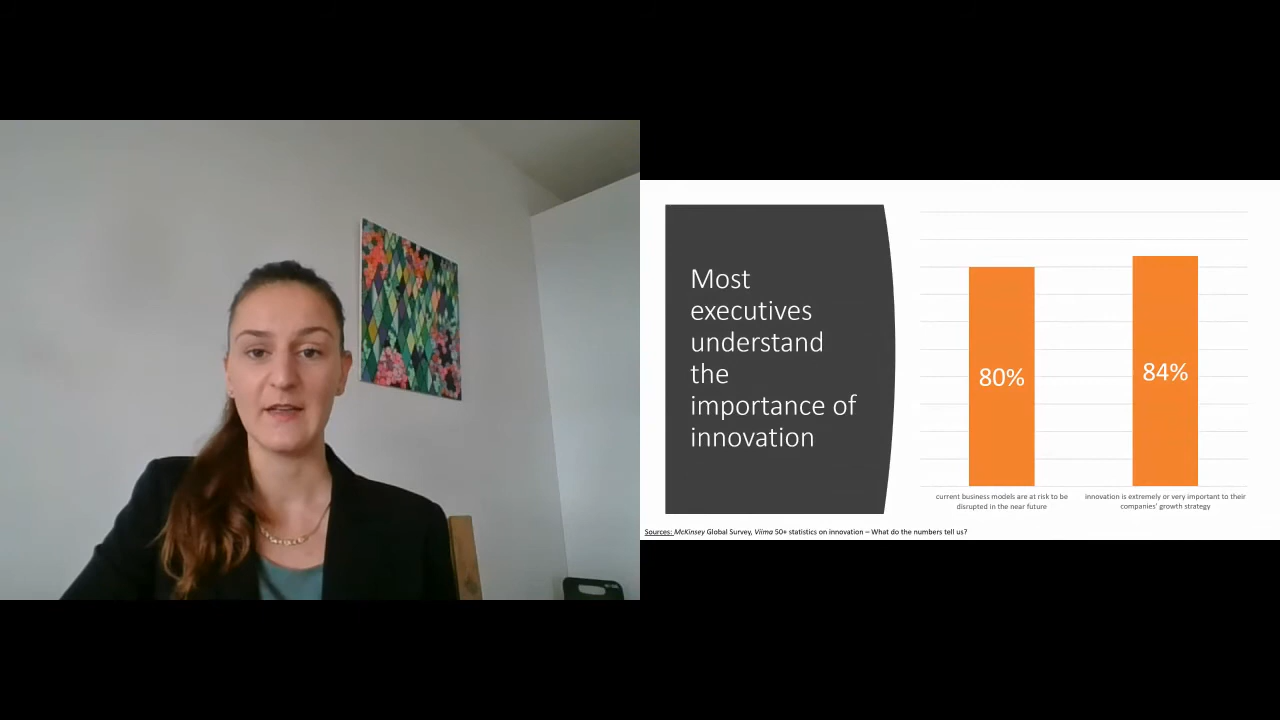 Most
executives
understand
the
importance of
innovation
80%
84%
current business models are at risk to be
disrupted in the near future
innovation is extremely or very important to their
companies' growth strategy
Sources: McKinsey Global Survey, Viima 50+ statistics on innovation – What do the numbers tell us?